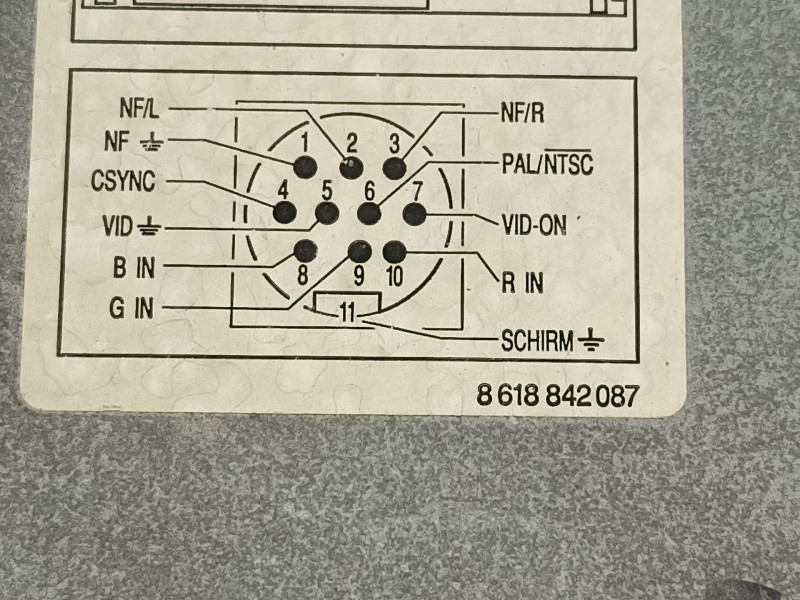 NF/L
NF/R
NF ⏚
1 2 3
PAL/N̅T̅S̅C̅
CSYNC
4 5 6 7
VID ⏚
VID-ON
B IN
8 9 10
R IN
G IN
11
SCHIRM ⏚
8 618 842 087